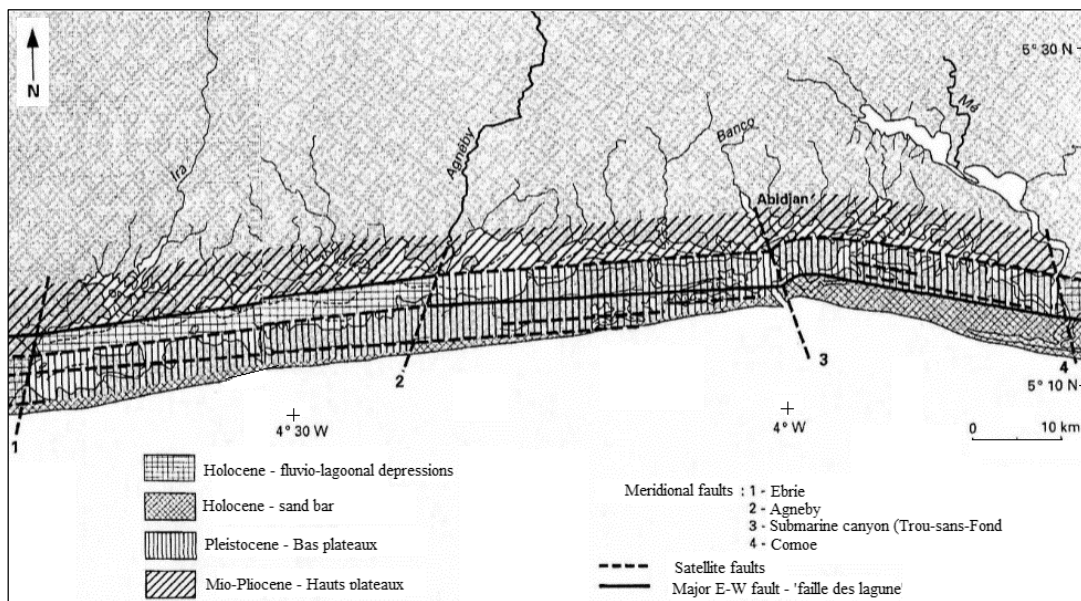 N
5° 30 N
Ira
Agnéby
Banco
Mé
Abidjan
1
2
3
4
5° 10 N
4° 30 W
4° W
0 10 km
Holocene - fluvio-lagoonal depressions
Holocene - sand bar
Pleistocene - Bas plateaux
Mio-Pliocene - Hauts plateaux
Meridional faults : 1 - Ebrie
2 - Agneby
3 - Submarine canyon (Trou-sans-Fond
4 - Comoe
Satellite faults
Major E-W fault - 'faille des lagune'